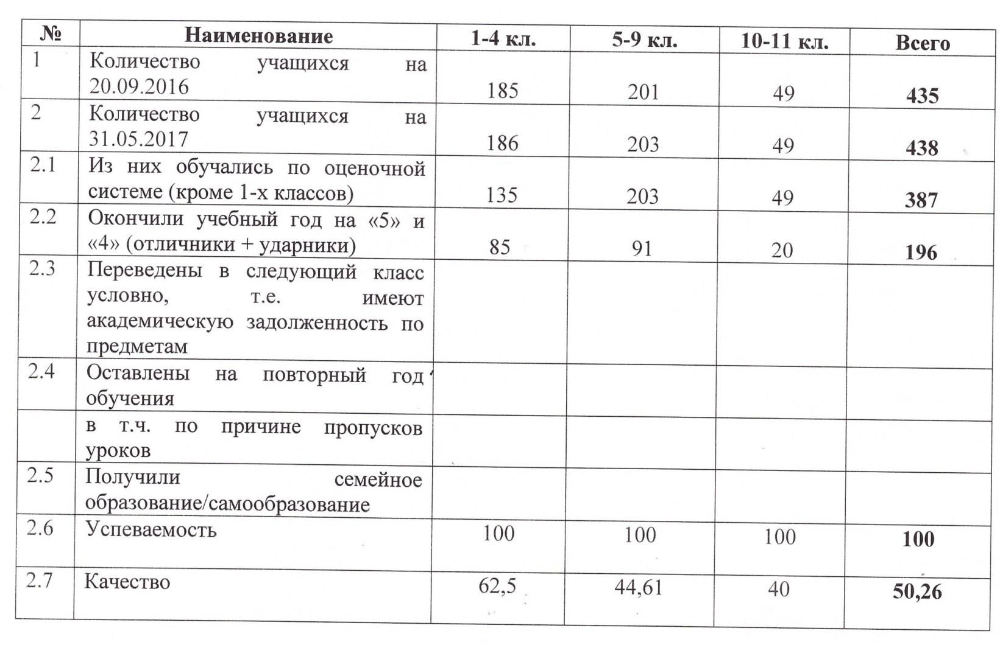 № Наименование 1-4 кл. 5-9 кл. 10-11 кл. Всего
1 Количество учащихся на
20.09.2016 185 201 49 435
2 Количество учащихся на
31.05.2017 186 203 49 438
2.1 Из них обучались по оценочной
системе (кроме 1-х классов) 135 203 49 387
2.2 Окончили учебный год на «5» и
«4» (отличники + ударники) 85 91 20 196
2.3 Переведены в следующий класс
условно, т.е. имеют
академическую задолженность по
предметам
2.4 Оставлены на повторный год
обучения
в т.ч. по причине пропусков
уроков
2.5 Получили семейное
образование/самообразование
2.6 Успеваемость 100 100 100 100
2.7 Качество 62,5 44,61 40 50,26